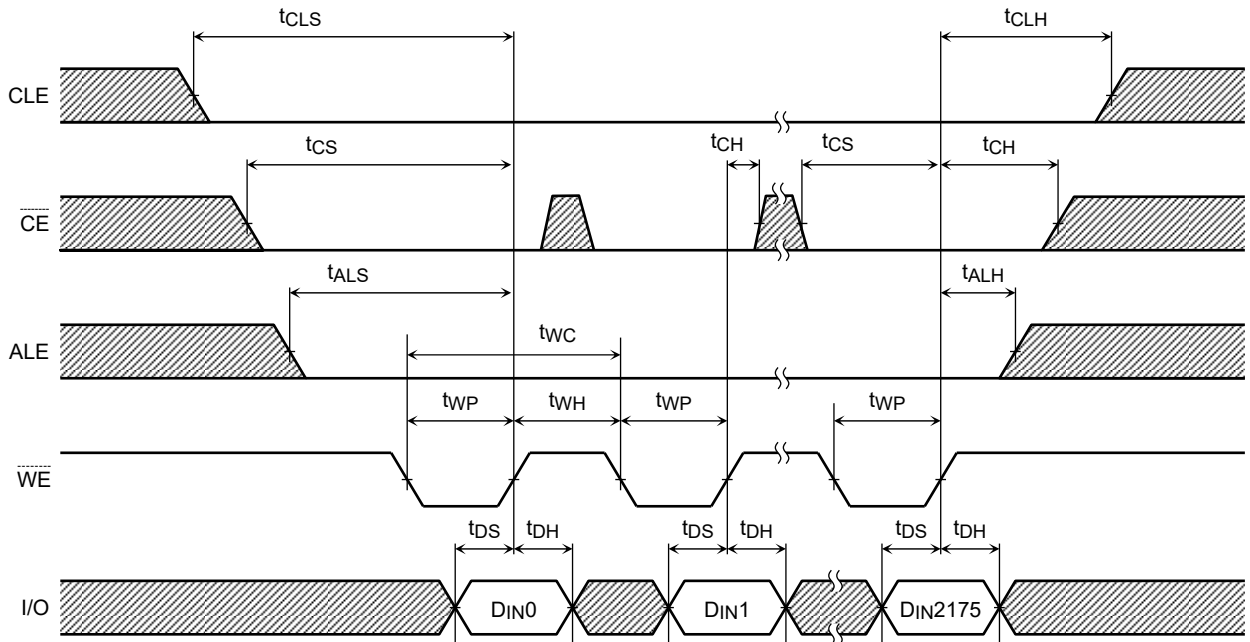 tCLS
tCLH
CLE
tCS
tCH
tCS
tCH
CE
tALS
tALH
ALE
tWC
tWP
tWH
tWP
tWP
WE
tDS
tDH
tDS
tDH
tDS
tDH
I/O
DIN0
DIN1
DIN2175